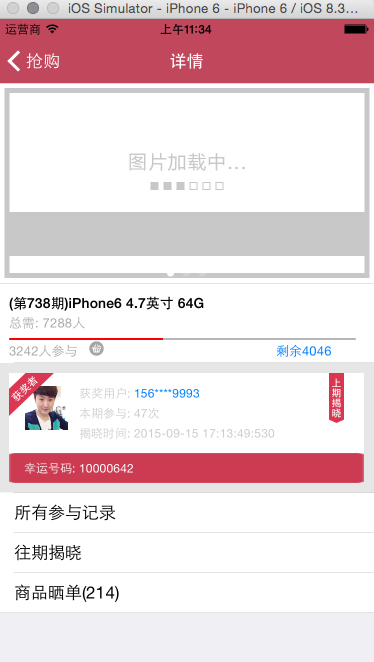 iOS Simulator - iPhone 6 - iPhone 6 / iOS 8.3...
运营商 上午11:34
抢购 详情
图片加载中...
(第738期)iPhone6 4.7英寸 64G
总需: 7288人
3242人参与 剩余4046
获奖者
上期揭晓
获奖用户: 156****9993
本期参与: 47次
揭晓时间: 2015-09-15 17:13:49:530
幸运号码: 10000642
所有参与记录
往期揭晓
商品晒单(214)